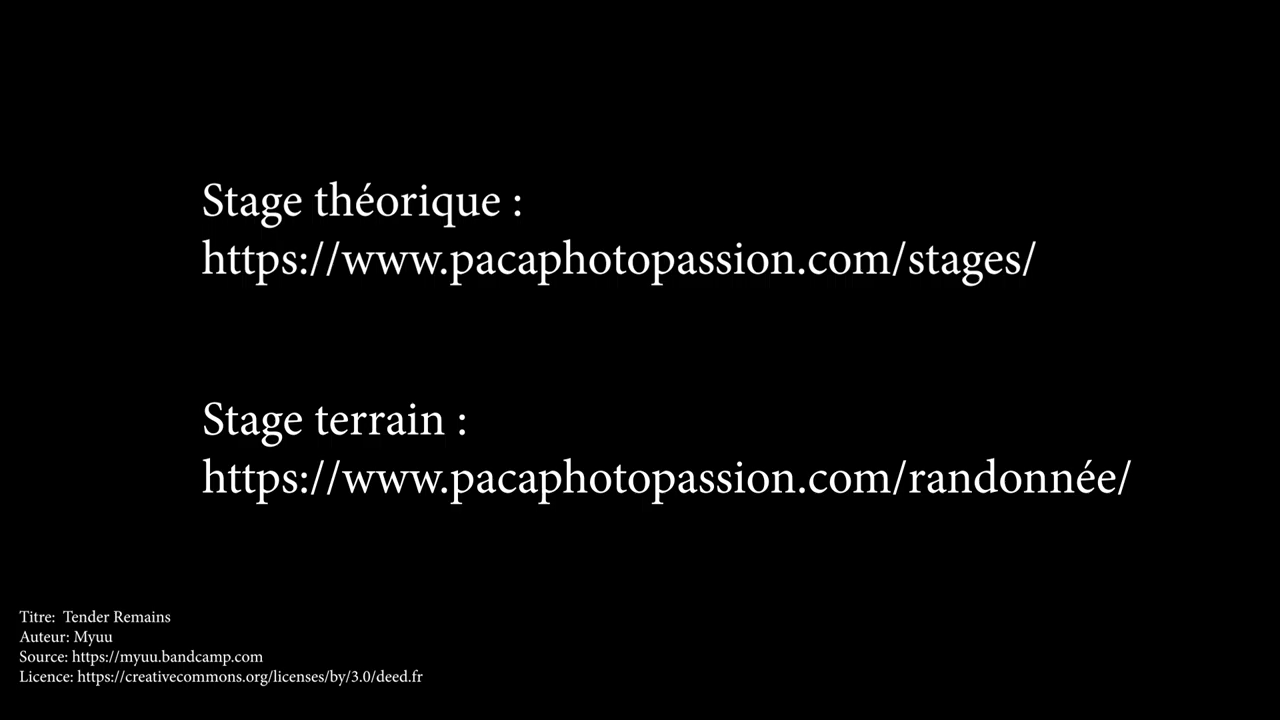 Stage théorique :
https://www.pacaphotopassion.com/stages/
Stage terrain :
https://www.pacaphotopassion.com/randonnée/
Titre:  Tender Remains
Auteur: Myuu
Source: https://myuu.bandcamp.com
Licence: https://creativecommons.org/licenses/by/3.0/deed.fr